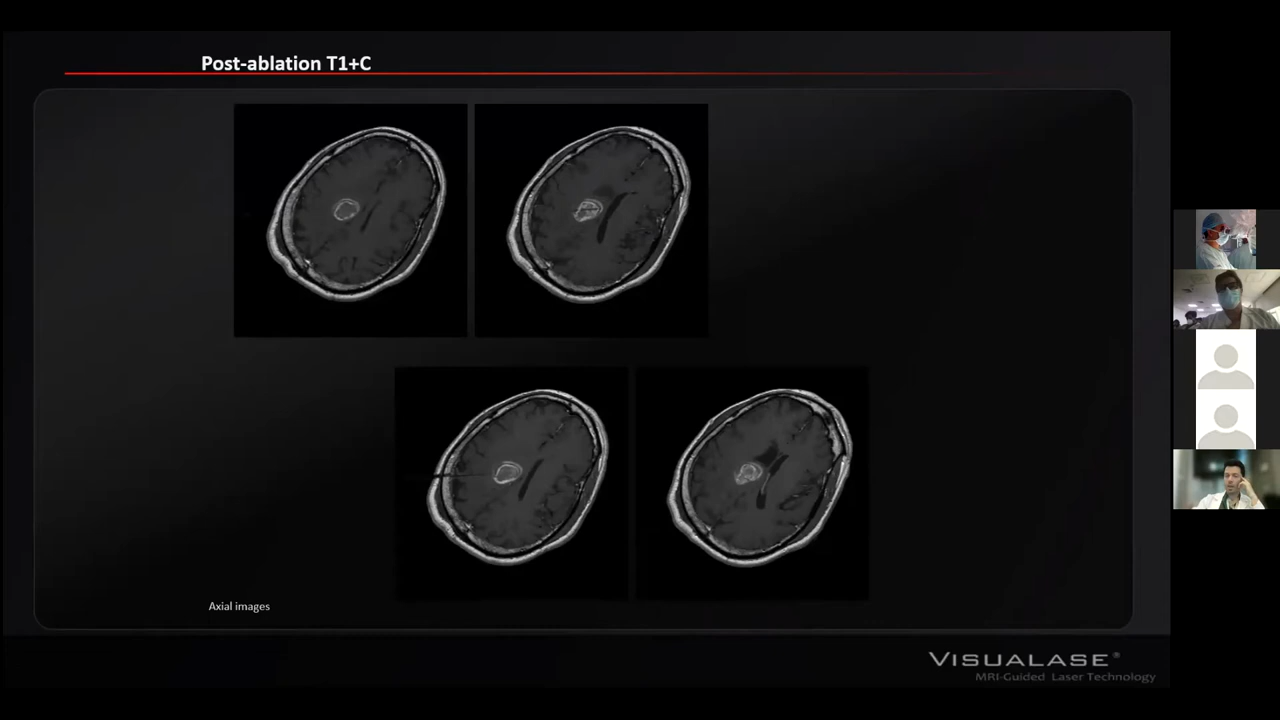 Post-ablation T1+C
Axial images
VISUALASE®
MRI-Guided Laser Technology